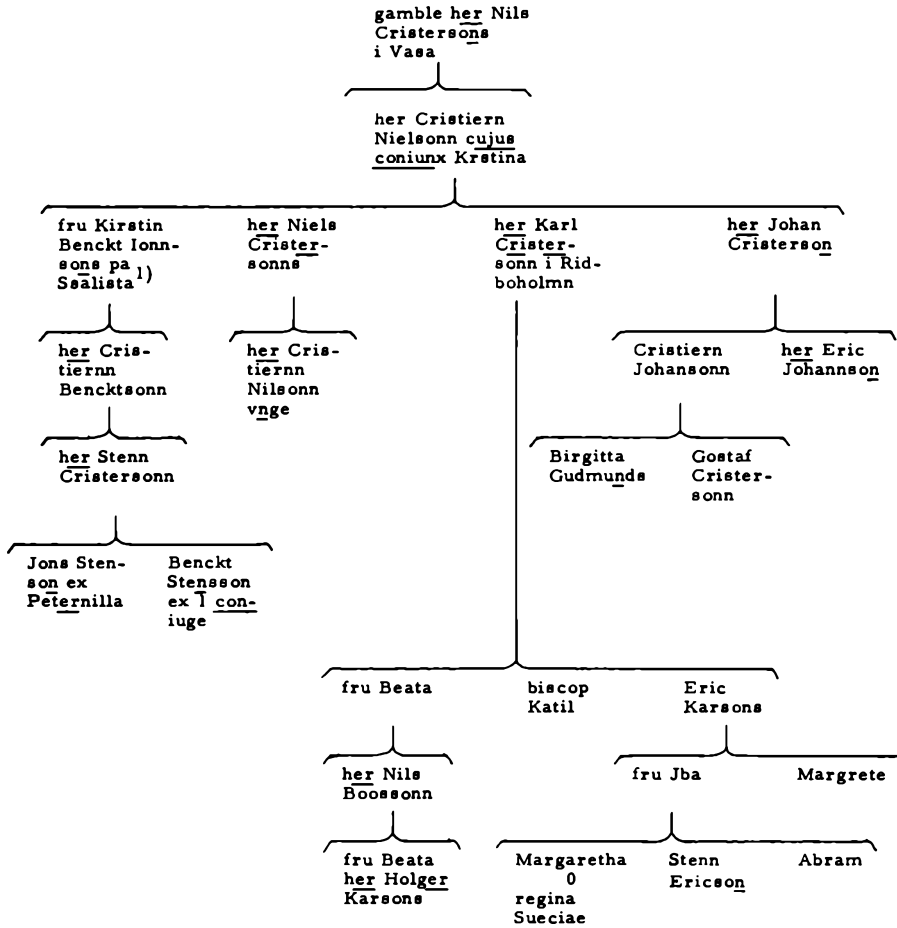 gamble her Nils
Cristersons
i Vasa
her Cristiern
Nielsonn cujus
coniunx Krstina
fru Kirstin
Benckt Ionn-
sons pa
Ssalista 1)
her Niels
Crister-
sonns
her Karl
Crister-
sonn i Rid-
boholmn
her Johan
Cristerson
her Cris-
tiernn
Bencktsonn
her Cris-
tiernn
Nilsonn
vnge
Cristiern
Johansonn
her Eric
Johannson
her Stenn
Cristersonn
Birgitta
Gudmunds
Gostaf
Crister-
sonn
Jons Sten-
son ex
Peternilla
Benckt
Stensson
ex 1 con-
iuge
fru Beata
biscop
Katil
Eric
Karsons
her Nils
Boossonn
fru Jba
Margrete
fru Beata
her Holger
Karsons
Margaretha
0
regina
Sueciae
Stenn
Ericson
Abram